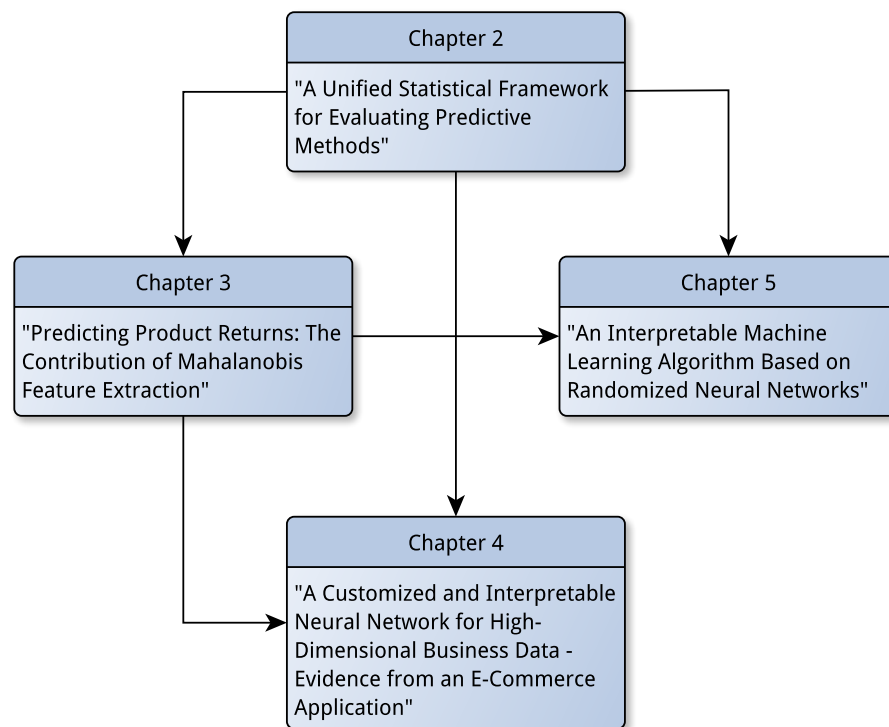 Chapter 2
"A Unified Statistical Framework
for Evaluating Predictive
Methods"
Chapter 3
"Predicting Product Returns: The
Contribution of Mahalanobis
Feature Extraction"
Chapter 5
"An Interpretable Machine
Learning Algorithm Based on
Randomized Neural Networks"
Chapter 4
"A Customized and Interpretable
Neural Network for High-
Dimensional Business Data -
Evidence from an E-Commerce
Application"